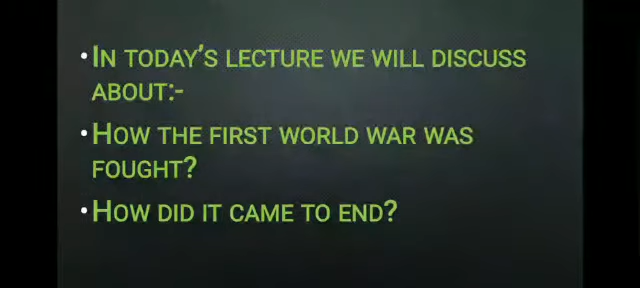 • In today's lecture we will discuss
about:-
• How the first world war was
fought?
• How did it came to end?